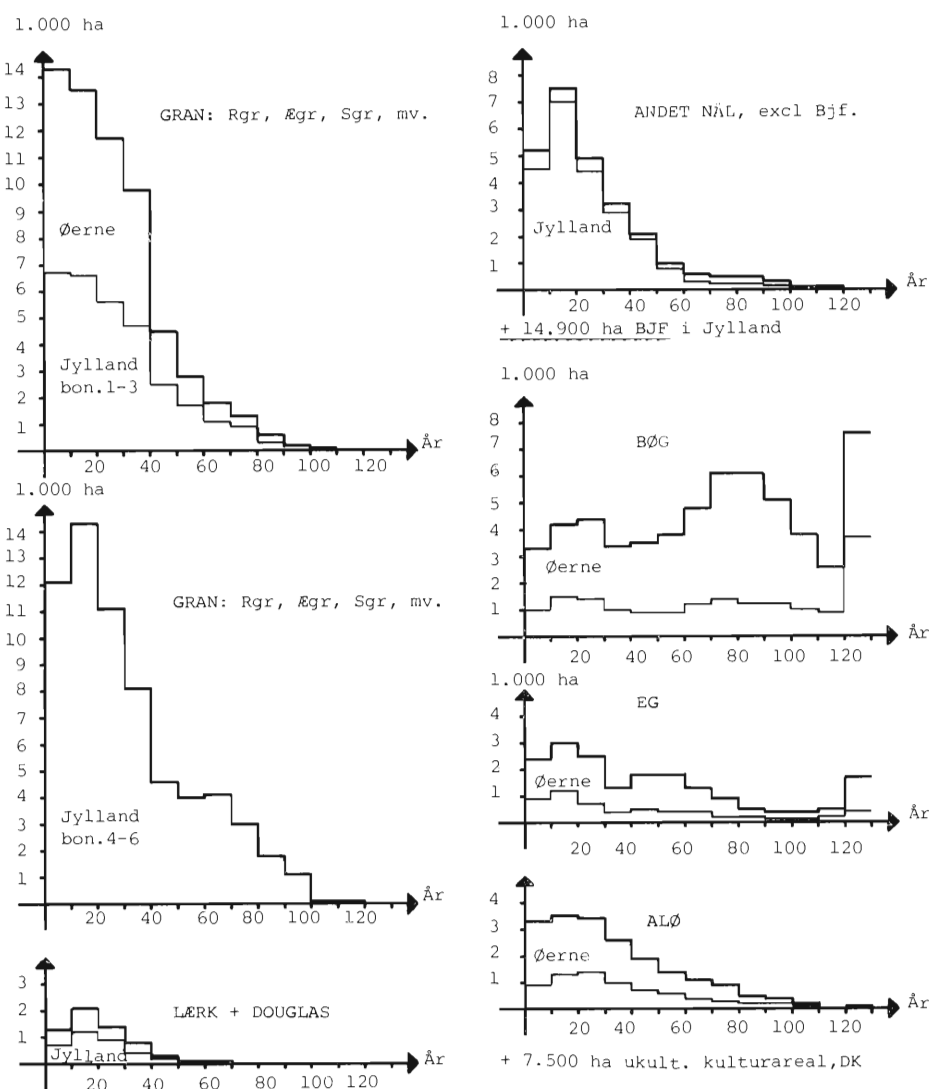 1.000 ha
14
13
12
11
10
9
8
7
6
5
4
3
2
1
GRAN: Rgr, Ægr, Sgr, mv.
Øerne
Jylland
bon.1-3
År
20 40 60 80 100 120
1.000 ha
14
13
12
11
10
9
8
7
6
5
4
3
2
1
GRAN: Rgr, Ægr, Sgr, mv.
Jylland
bon.4-6
År
20 40 60 80 100 120
3
2
1
LÆRK + DOUGLAS
Jylland
År
20 40 60 80 100 120
1.000 ha
8
7
6
5
4
3
2
1
ANDET NÅL, excl Bjf.
Jylland
År
20 40 60 80 100 120
+ 14.900 ha BJF i Jylland
1.000 ha
8
7
6
5
4
3
2
1
BØG
Øerne
År
20 40 60 80 100 120
1.000 ha
4
3
2
1
EG
Øerne
År
20 40 60 80 100 120
4
3
2
1
ALØ
Øerne
År
20 40 60 80 100 120
+ 7.500 ha ukult. kulturareal,DK